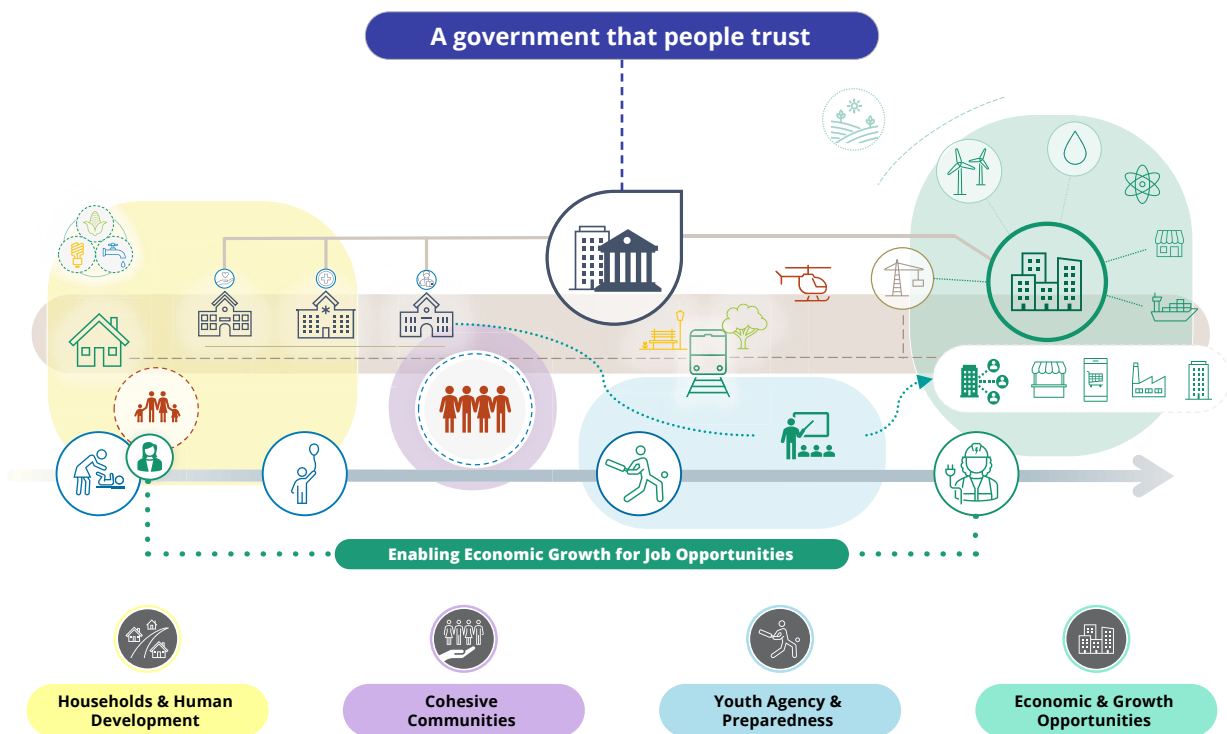 A government that people trust
Enabling Economic Growth for Job Opportunities
Households & Human
Development
Cohesive
Communities
Youth Agency &
Preparedness
Economic & Growth
Opportunities